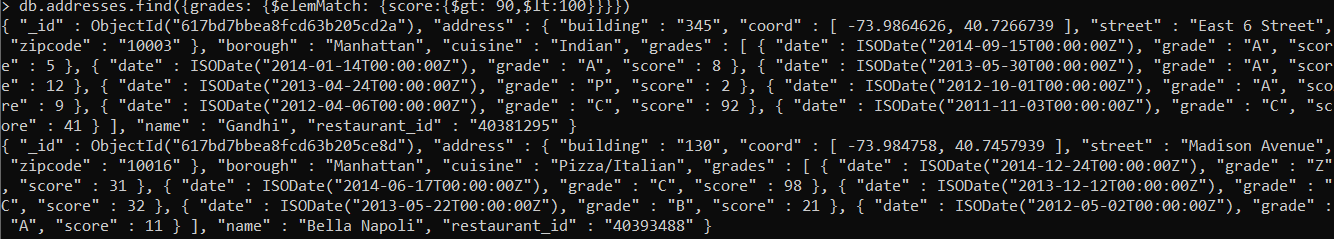 > db.addresses.find({grades: {$elemMatch: {score:{$gt: 90,$lt:100}}}})
{ "_id" : ObjectId("617bd7bbea8fcd63b205cd2a"), "address" : { "building" : "345", "coord" : [ -73.9864626, 40.7266739 ], "street" : "East 6 Street",
 "zipcode" : "10003" }, "borough" : "Manhattan", "cuisine" : "Indian", "grades" : [ { "date" : ISODate("2014-09-15T00:00:00Z"), "grade" : "A", "scor
e" : 5 }, { "date" : ISODate("2014-01-14T00:00:00Z"), "grade" : "A", "score" : 8 }, { "date" : ISODate("2013-05-30T00:00:00Z"), "grade" : "A", "scor
e" : 12 }, { "date" : ISODate("2013-04-24T00:00:00Z"), "grade" : "P", "score" : 2 }, { "date" : ISODate("2012-10-01T00:00:00Z"), "grade" : "A", "sco
re" : 9 }, { "date" : ISODate("2012-04-06T00:00:00Z"), "grade" : "C", "score" : 92 }, { "date" : ISODate("2011-11-03T00:00:00Z"), "grade" : "C", "sc
ore" : 41 } ], "name" : "Gandhi", "restaurant_id" : "40381295" }
{ "_id" : ObjectId("617bd7bbea8fcd63b205ce8d"), "address" : { "building" : "130", "coord" : [ -73.984758, 40.7457939 ], "street" : "Madison Avenue",
 "zipcode" : "10016" }, "borough" : "Manhattan", "cuisine" : "Pizza/Italian", "grades" : [ { "date" : ISODate("2014-12-24T00:00:00Z"), "grade" : "Z"
, "score" : 31 }, { "date" : ISODate("2014-06-17T00:00:00Z"), "grade" : "C", "score" : 98 }, { "date" : ISODate("2013-12-12T00:00:00Z"), "grade" : "
C", "score" : 32 }, { "date" : ISODate("2013-05-22T00:00:00Z"), "grade" : "B", "score" : 21 }, { "date" : ISODate("2012-05-02T00:00:00Z"), "grade" :
 "A", "score" : 11 } ], "name" : "Bella Napoli", "restaurant_id" : "40393488" }